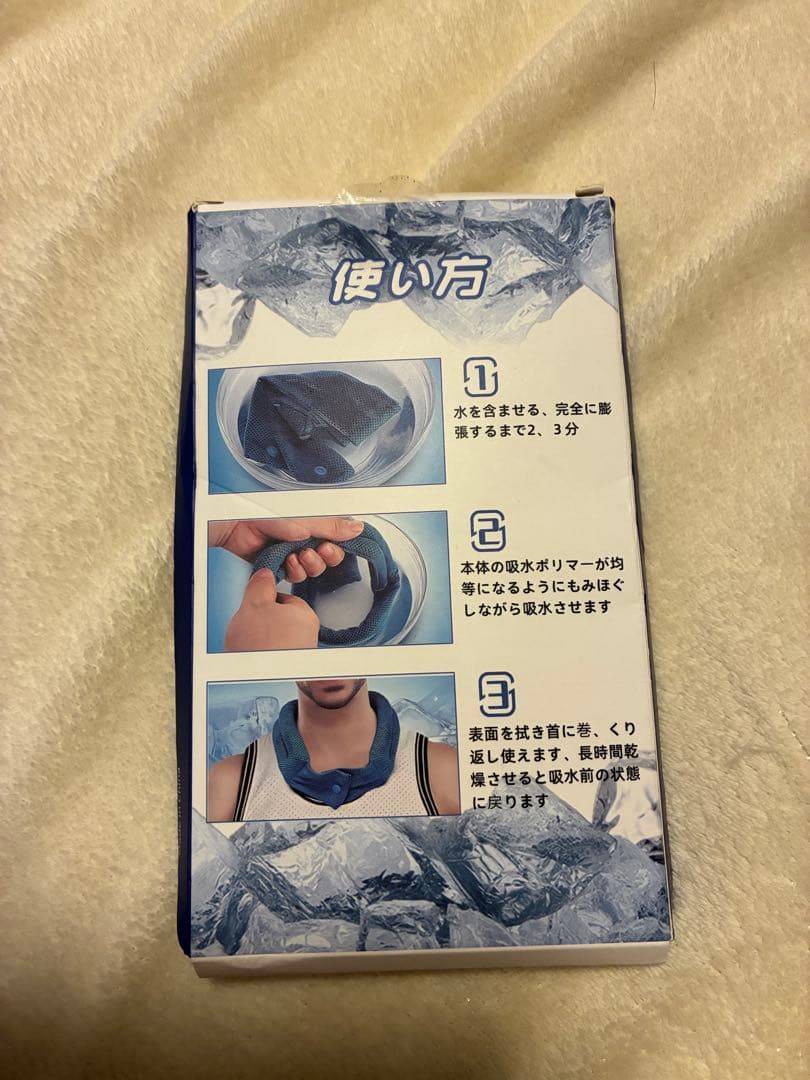 使い方
1
水を含ませる、完全に膨
張するまで2、3分
2
本体の吸水ポリマーが均
等になるようにもみほぐ
しながら吸水させます
3
表面を拭き首に巻、くり
返し使えます、長時間乾
燥させると吸水前の状態
に戻ります